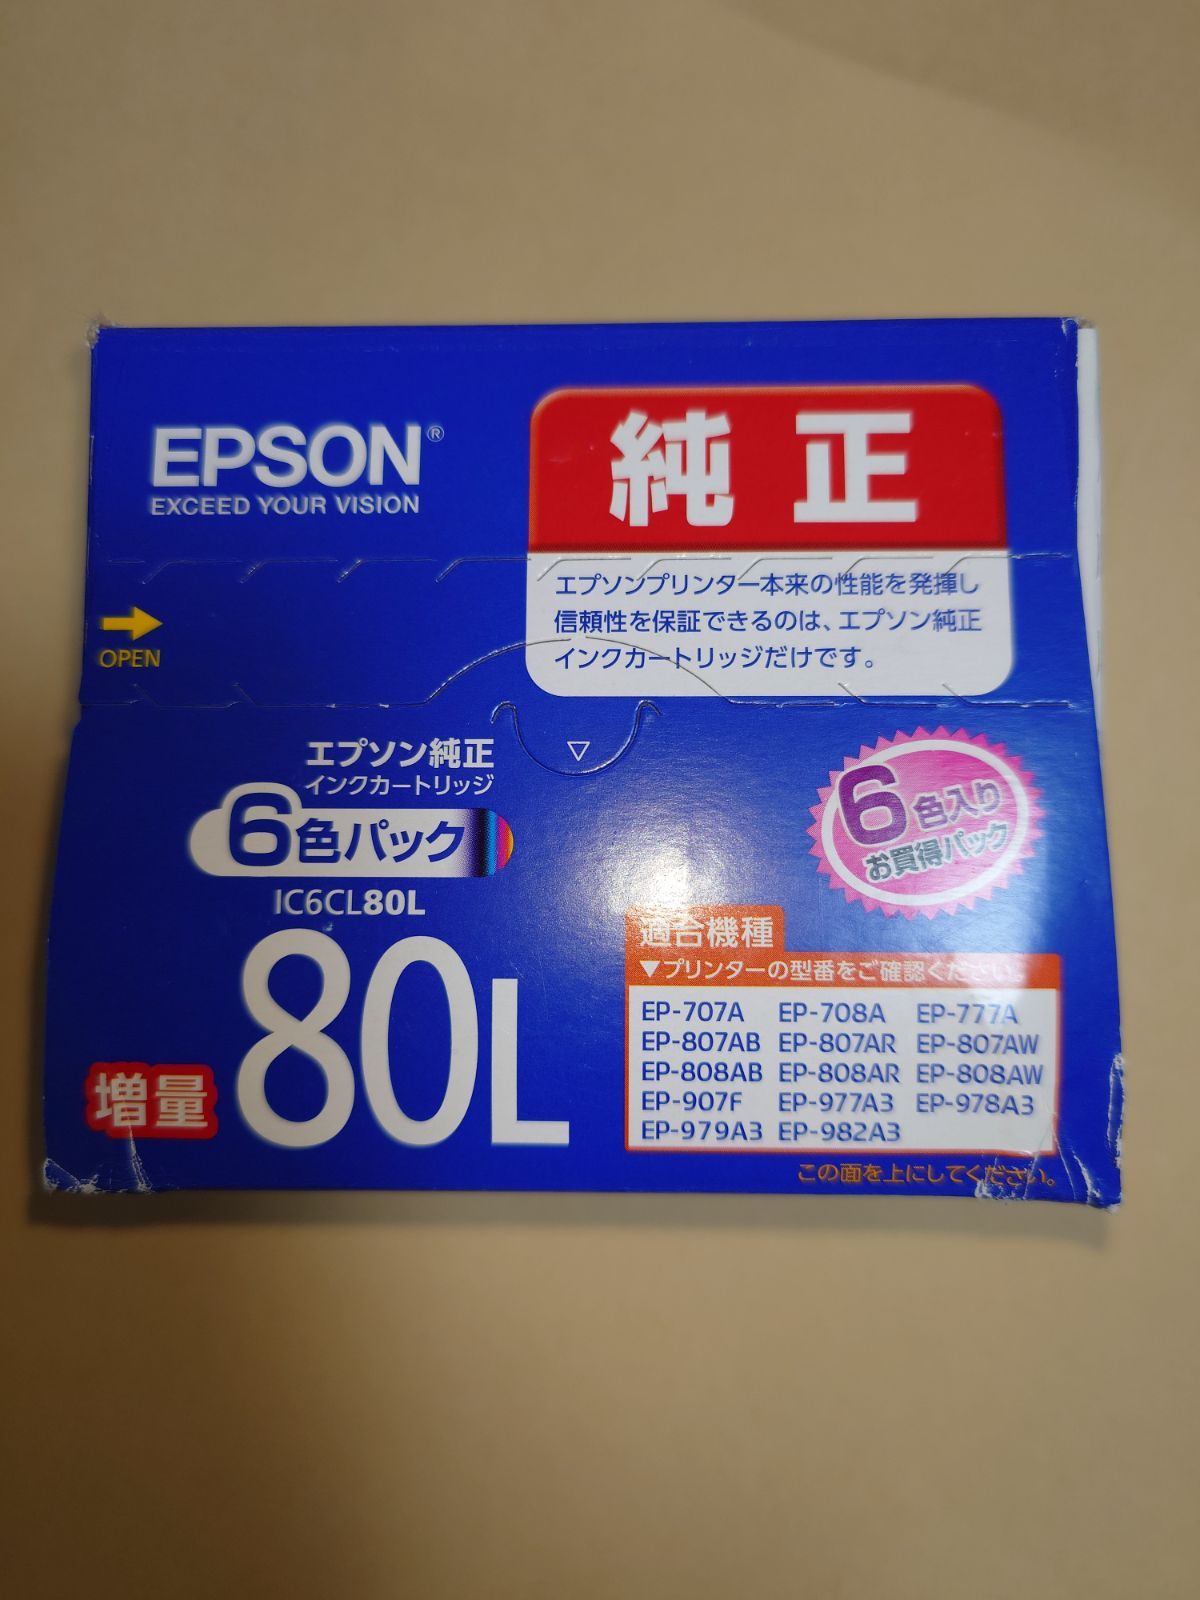 EPSON®
EXCEED YOUR VISION
純正
エプソンプリンター本来の性能を発揮し
信頼性を保証できるのは、エプソン純正
インクカートリッジだけです。
OPEN
エプソン純正
インクカートリッジ
6色パック
IC6CL80L
増量
80L
6色入り
お買得パック
適合機種
▼プリンターの型番をご確認ください。
EP-707A EP-708A EP-777A
EP-807AB EP-807AR EP-807AW
EP-808AB EP-808AR EP-808AW
EP-907F EP-977A3 EP-978A3
EP-979A3 EP-982A3
この面を上にしてください。